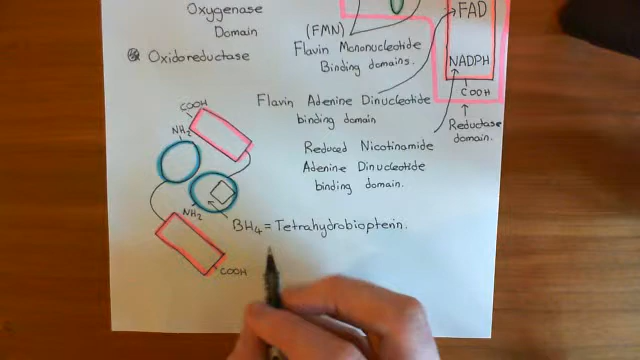 Oxygenase
Domain
Oxidoreductase
(FMN)
Flavin Mononucleotide
Binding domains.
FAD
NADPH
COOH
Reductase
domain.
Flavin Adenine Dinucleotide
binding domain
Reduced Nicotinamide
Adenine Dinucleotide
binding domain.
COOH
NH2
NH2
BH4 = Tetrahydrobiopterin.
COOH